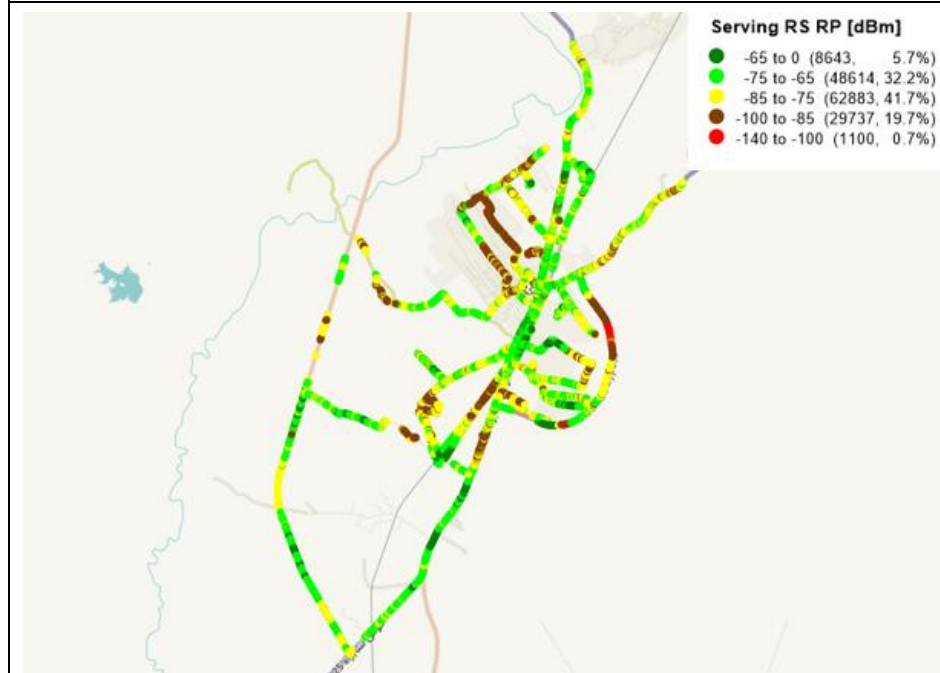 Serving RS RP [dBm]
-65 to 0 (8643, 5.7%)
-75 to -65 (48614, 32.2%)
-85 to -75 (62883, 41.7%)
-100 to -85 (29737, 19.7%)
-140 to -100 (1100, 0.7%)